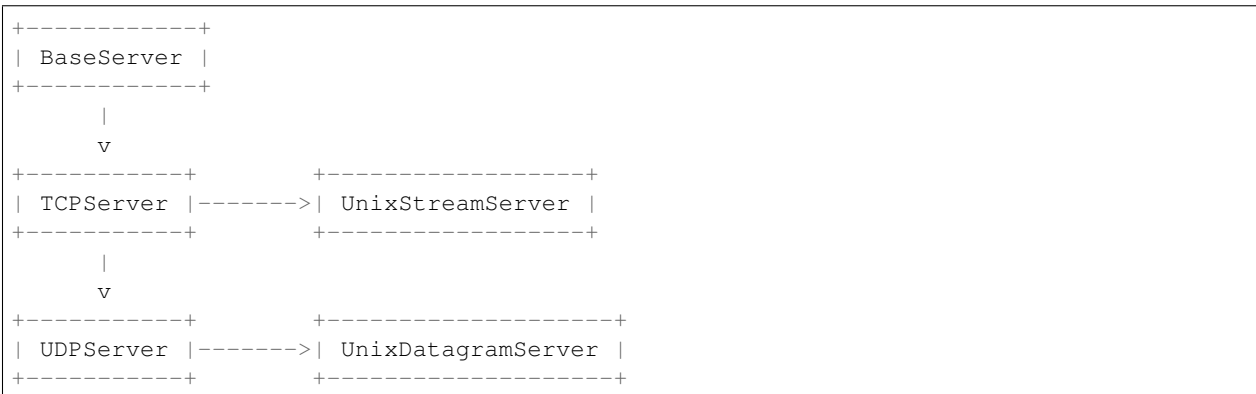 +------------+
| BaseServer |
+------------+
      |
      v
+-----------+        +------------------+
| TCPServer |------->| UnixStreamServer |
+-----------+        +------------------+
      |
      v
+-----------+        +--------------------+
| UDPServer |------->| UnixDatagramServer |
+-----------+        +--------------------+